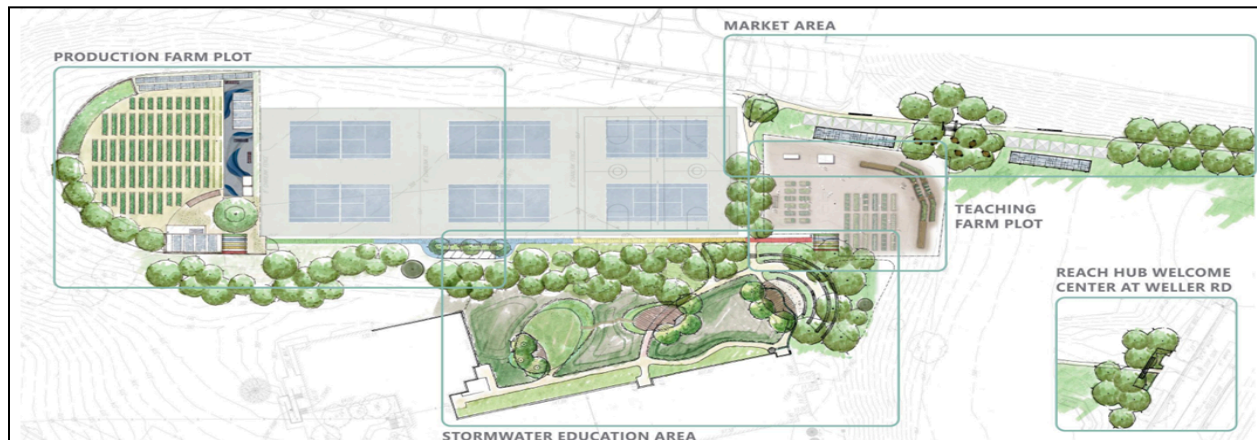 MARKET AREA
PRODUCTION FARM PLOT
TEACHING
FARM PLOT
REACH HUB WELCOME
CENTER AT WELLER RD
STORMWATER EDUCATION AREA